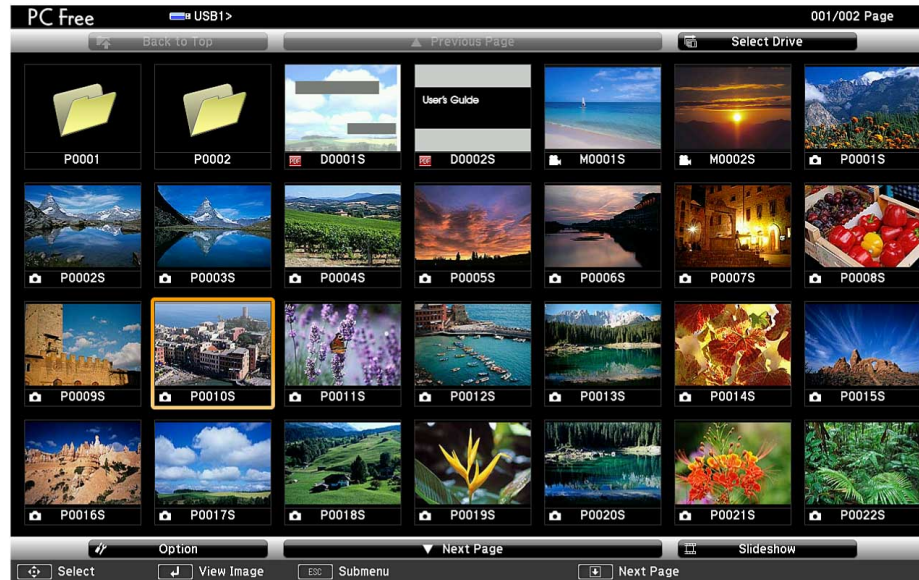 PC Free USB1> 001/002 Page
Back to Top Previous Page Select Drive
User's Guide
P0001 P0002 PDF D0001S PDF D0002S M0001S M0002S P0001S
P0002S P0003S P0004S P0005S P0006S P0007S P0008S
P0009S P0010S P0011S P0012S P0013S P0014S P0015S
P0016S P0017S P0018S P0019S P0020S P0021S P0022S
Option Next Page Slideshow
Select View Image ESC Submenu Next Page